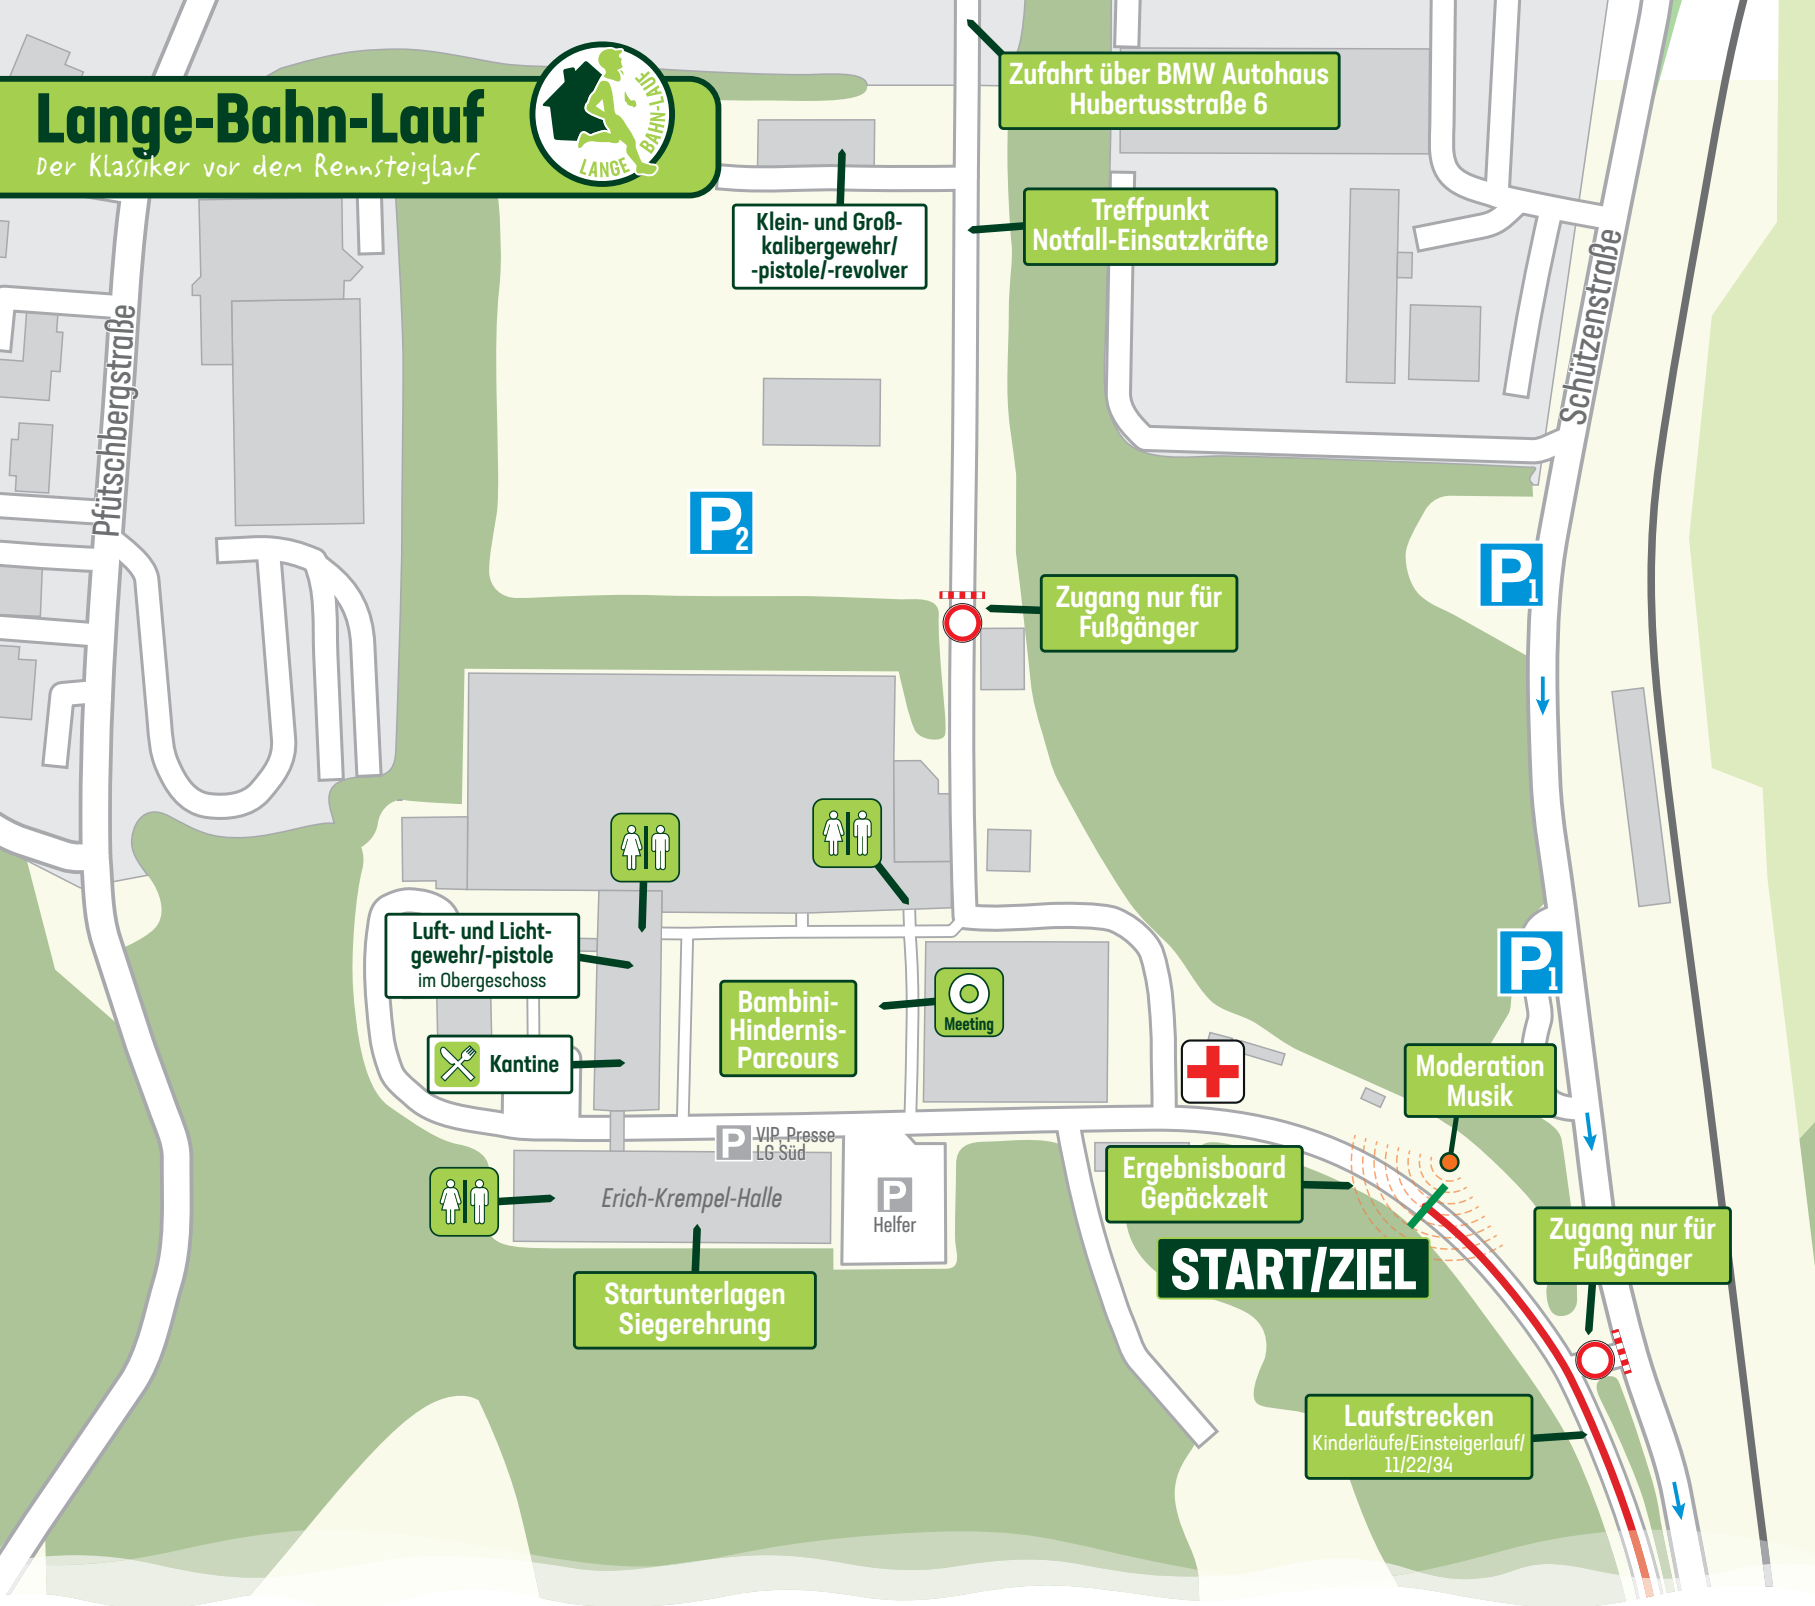 Lange-Bahn-Lauf
Der Klassiker vor dem Rennsteiglauf
LANGE
BAHN-LAUF
Zufahrt über BMW Autohaus
Hubertusstraße 6
Klein- und Groß-
kalibergewehr/
-pistole/-revolver
Treffpunkt
Notfall-Einsatzkräfte
Pfütschbergstraße
Schützenstraße
P2
P1
Zugang nur für
Fußgänger
Luft- und Licht-
gewehr/-pistole
im Obergeschoss
Kantine
Bambini-
Hindernis-
Parcours
Meeting
P1
Moderation
Musik
P VIP, Presse
LG Süd
Erich-Krempel-Halle
P
Helfer
Ergebnisboard
Gepäckzelt
START/ZIEL
Zugang nur für
Fußgänger
Startunterlagen
Siegerehrung
Laufstrecken
Kinderläufe/Einsteigerlauf/
11/22/34